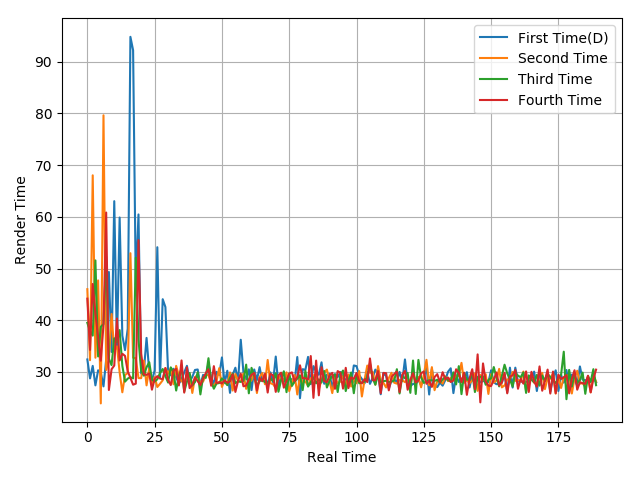 First Time(D)
Second Time
Third Time
Fourth Time
90
80
70
60
50
40
30
Render Time
0 25 50 75 100 125 150 175
Real Time